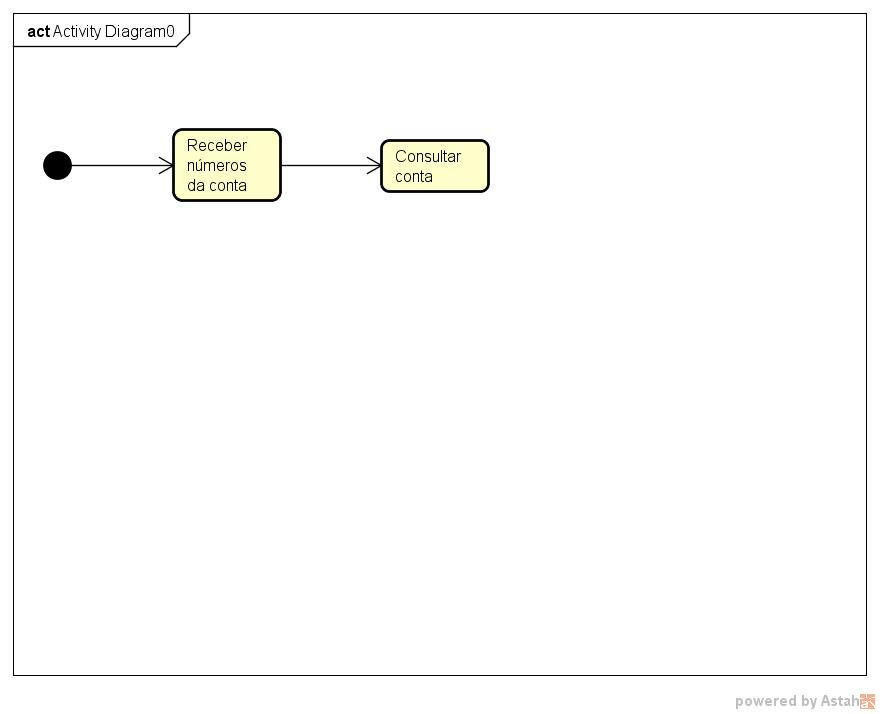 act Activity Diagram0
Receber
números
da conta
Consultar
conta
powered by Astah